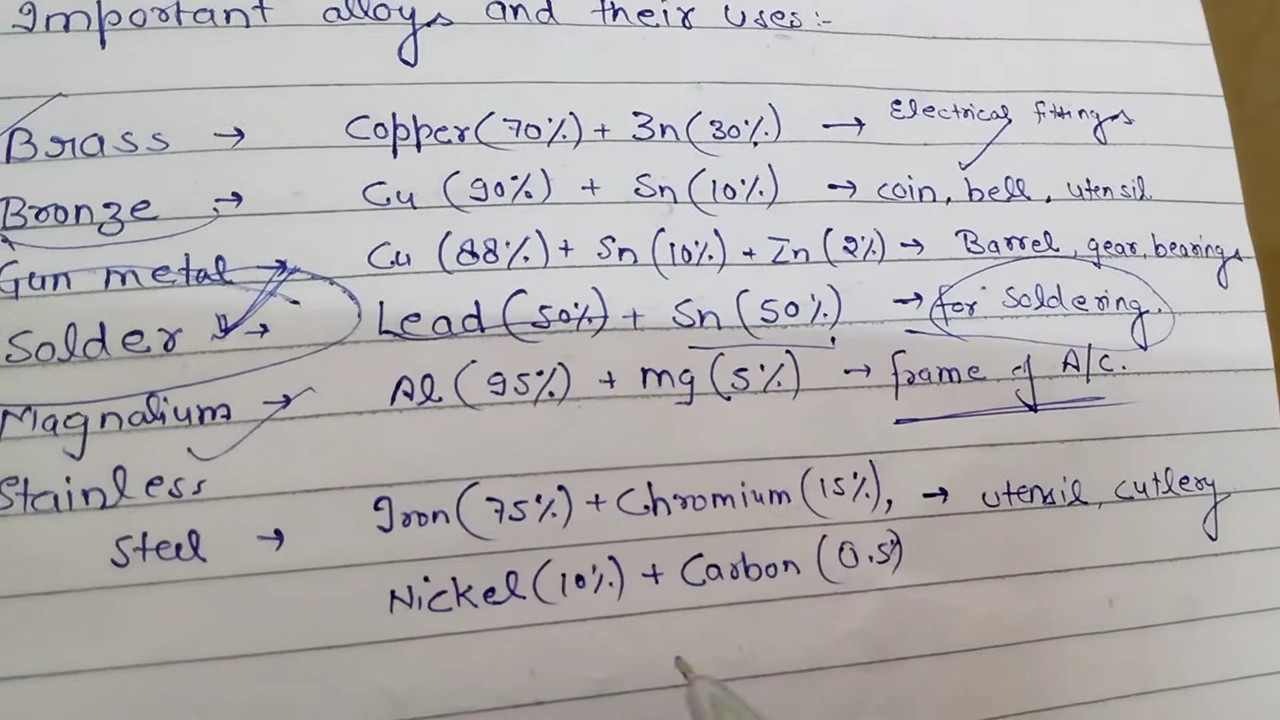 Important alloys and their uses:-
Brass → Copper(70%) + Zn(30%) → Electrical fittings
Bronze → Cu (90%) + Sn(10%) → coin, bell, utensil.
Gun metal → Cu (88%) + Sn(10%) + Zn(2%) → Barrel, gear, bearings
Solder → Lead (50%) + Sn (50%) → for soldering.
Magnalium → Al (95%) + mg (5%) → frame of A/C.
Stainless
Steel → Iron (75%) + Chromium (15%), → utensil, cutlery
Nickel (10%) + Carbon (0.5)